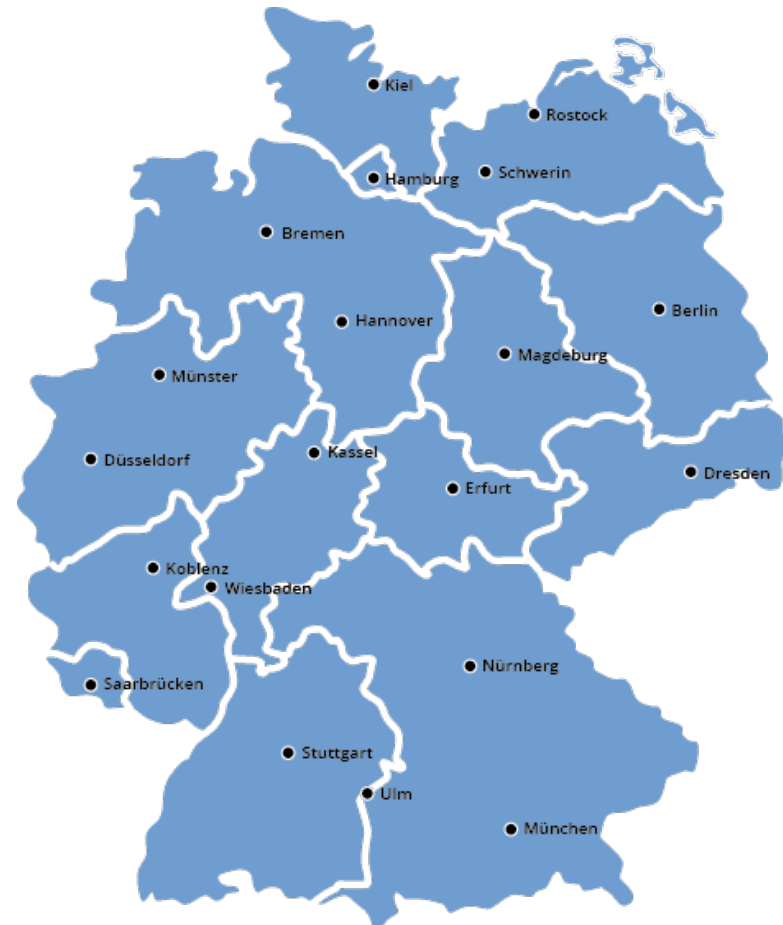 Kiel
Rostock
Schwerin
Hamburg
Bremen
Berlin
Hannover
Magdeburg
Münster
Kassel
Düsseldorf
Dresden
Erfurt
Koblenz
Wiesbaden
Nürnberg
Saarbrücken
Stuttgart
Ulm
München